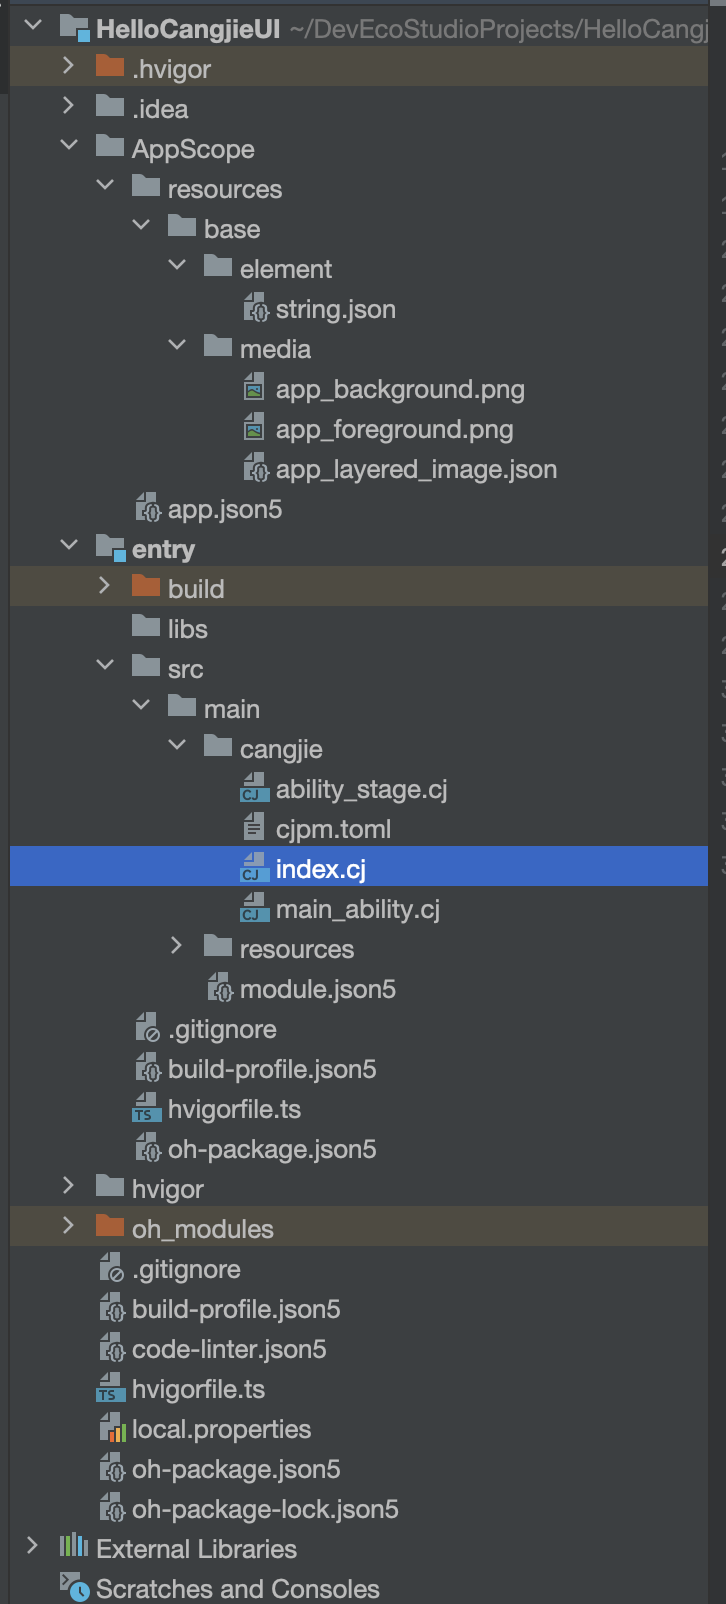 HelloCangjieUI ~/DevEcoStudioProjects/HelloCangj
.hvigor
.idea
AppScope
resources
base
element
string.json
media
app_background.png
app_foreground.png
app_layered_image.json
app.json5
entry
build
libs
src
main
cangjie
CJ ability_stage.cj
cjpm.toml
CJ index.cj
CJ main_ability.cj
resources
module.json5
.gitignore
build-profile.json5
TS hvigorfile.ts
oh-package.json5
hvigor
oh_modules
.gitignore
build-profile.json5
code-linter.json5
TS hvigorfile.ts
local.properties
oh-package.json5
oh-package-lock.json5
External Libraries
Scratches and Consoles